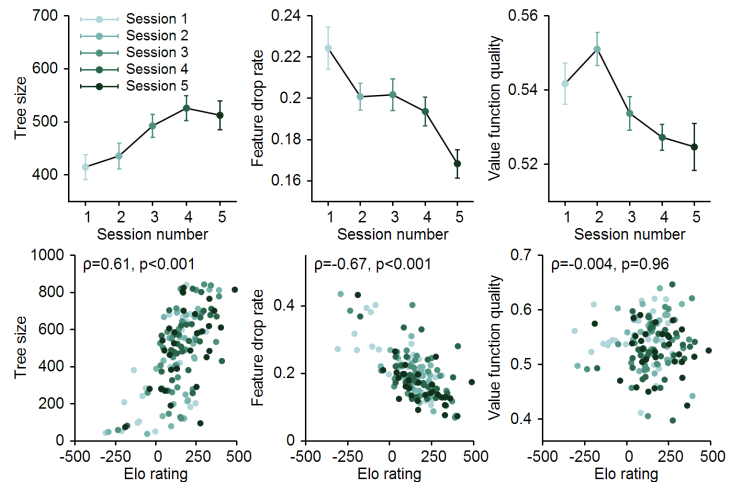 700
600
500
400
Tree size
Session 1
Session 2
Session 3
Session 4
Session 5
1 2 3 4 5
Session number
0.24
0.22
0.2
0.18
0.16
Feature drop rate
1 2 3 4 5
Session number
0.56
0.54
0.52
Value function quality
1 2 3 4 5
Session number
1000
800
600
400
200
0
Tree size
ρ=0.61, p<0.001
-500 -250 0 250 500
Elo rating
0.4
0.2
0
Feature drop rate
ρ=-0.67, p<0.001
-500 -250 0 250 500
Elo rating
0.7
0.6
0.5
0.4
Value function quality
ρ=-0.004, p=0.96
-500 -250 0 250 500
Elo rating